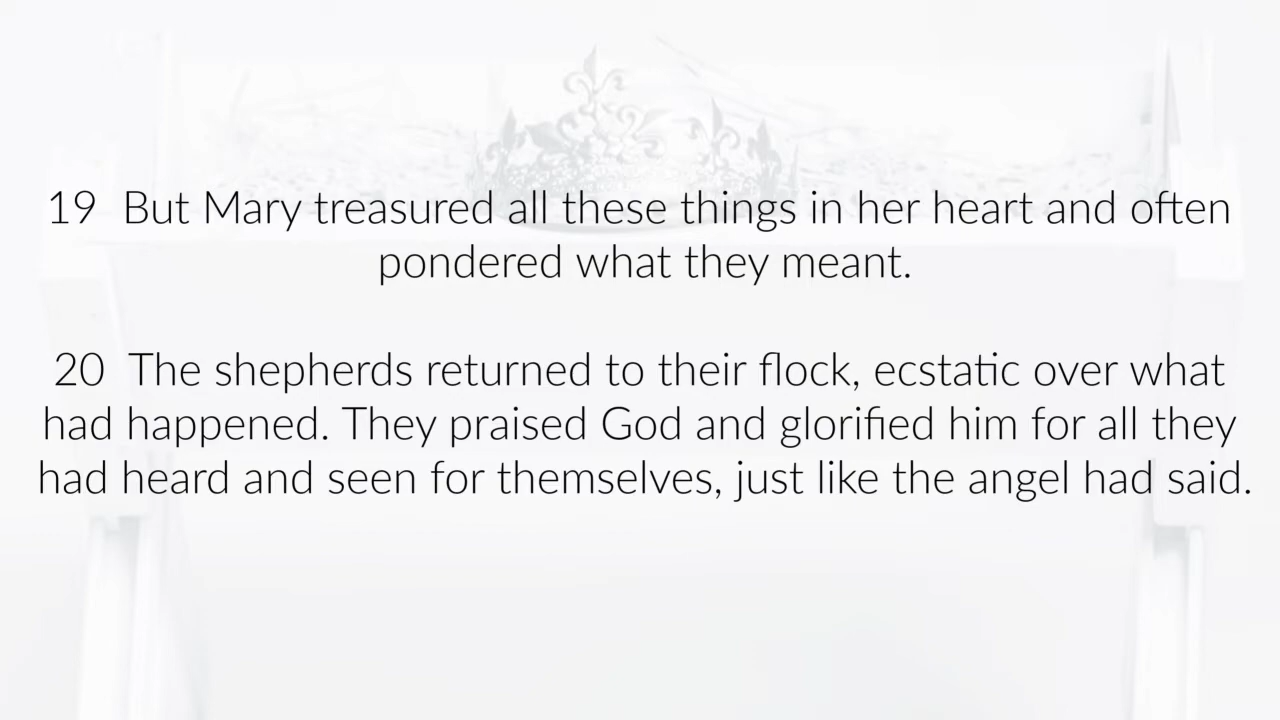 19 But Mary treasured all these things in her heart and often
pondered what they meant.
20 The shepherds returned to their flock, ecstatic over what
had happened. They praised God and glorified him for all they
had heard and seen for themselves, just like the angel had said.